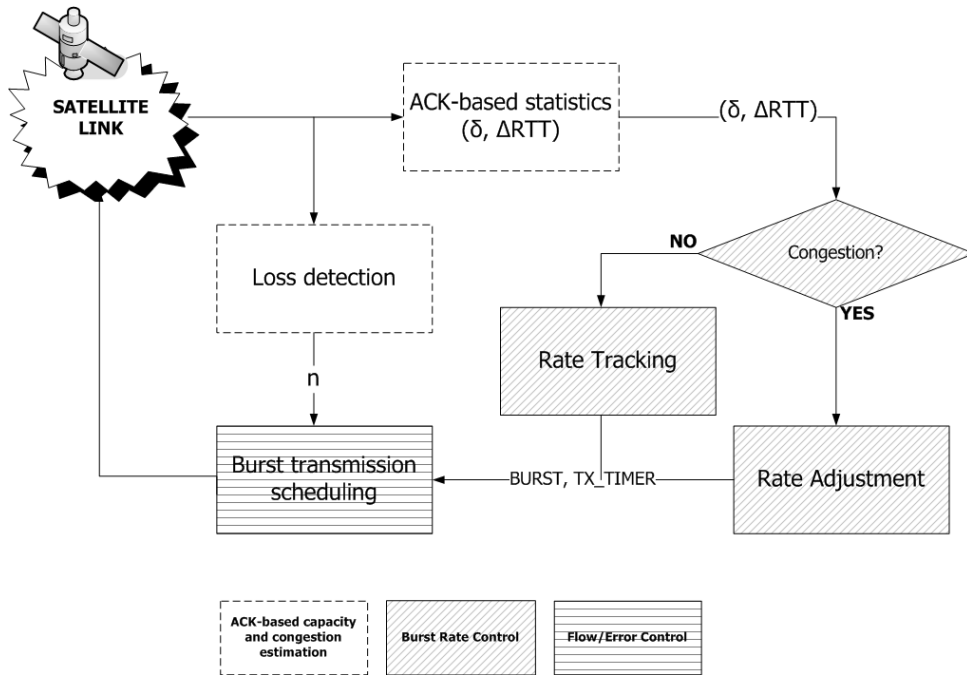 SATELLITE
LINK
ACK-based statistics
(δ, ΔRTT)
(δ, ΔRTT)
NO
Congestion?
Loss detection
YES
Rate Tracking
n
Burst transmission
scheduling
BURST, TX_TIMER
Rate Adjustment
ACK-based capacity
and congestion
estimation
Burst Rate Control
Flow/Error Control